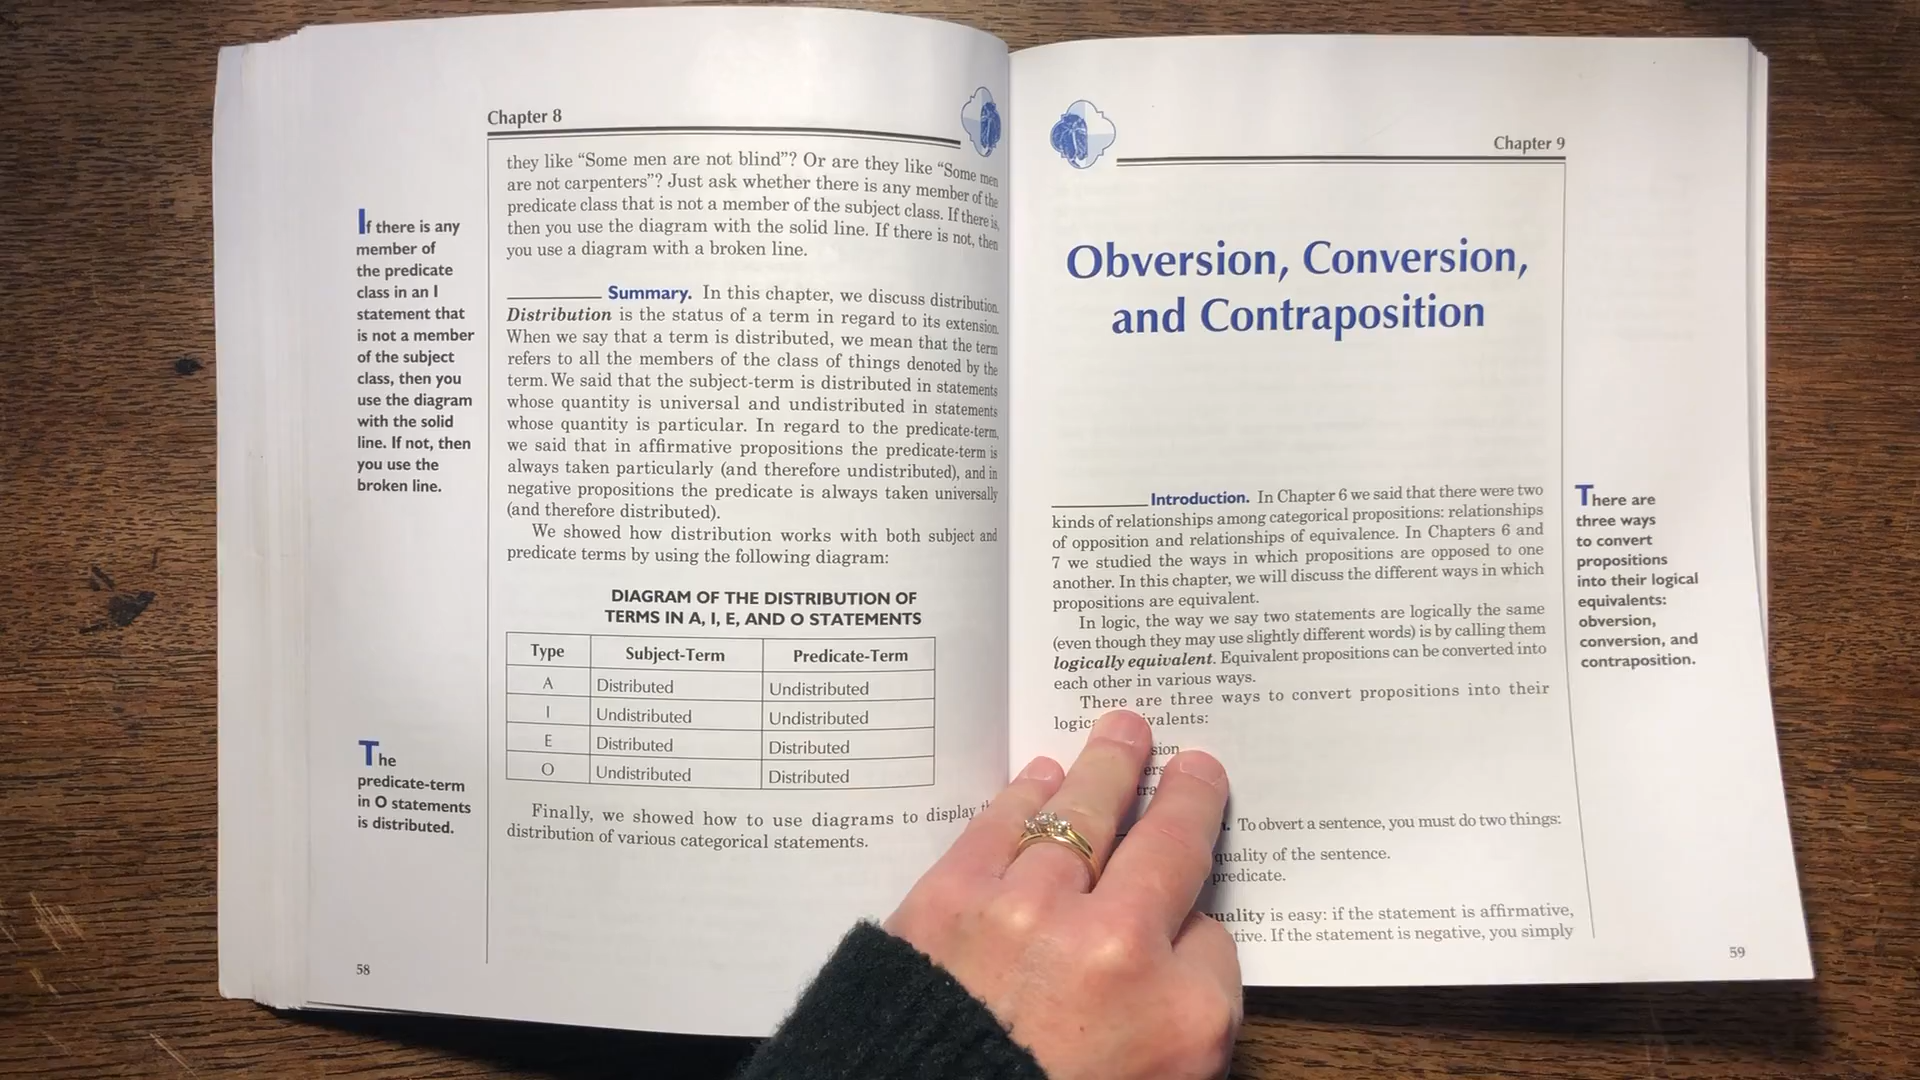 Chapter 8
they like “Some men are not blind”? Or are they like “Some men
are not carpenters”? Just ask whether there is any member of the
predicate class that is not a member of the subject class. If there is,
then you use the diagram with the solid line. If there is not, then
you use a diagram with a broken line.
If there is any
member of
the predicate
class in an I
statement that
is not a member
of the subject
class, then you
use the diagram
with the solid
line. If not, then
you use the
broken line.
Summary. In this chapter, we discuss distribution.
Distribution is the status of a term in regard to its extension.
When we say that a term is distributed, we mean that the term
refers to all the members of the class of things denoted by the
term. We said that the subject-term is distributed in statements
whose quantity is universal and undistributed in statements
whose quantity is particular. In regard to the predicate-term,
we said that in affirmative propositions the predicate-term is
always taken particularly (and therefore undistributed), and in
negative propositions the predicate is always taken universally
(and therefore distributed).
We showed how distribution works with both subject and
predicate terms by using the following diagram:
DIAGRAM OF THE DISTRIBUTION OF
TERMS IN A, I, E, AND O STATEMENTS
Type Subject-Term Predicate-Term
A Distributed Undistributed
I Undistributed Undistributed
E Distributed Distributed
O Undistributed Distributed
The
predicate-term
in O statements
is distributed.
Finally, we showed how to use diagrams to display
distribution of various categorical statements.
58
Chapter 9
Obversion, Conversion,
and Contraposition
Introduction. In Chapter 6 we said that there were two
kinds of relationships among categorical propositions: relationships
of opposition and relationships of equivalence. In Chapters 6 and
7 we studied the ways in which propositions are opposed to one
another. In this chapter, we will discuss the different ways in which
propositions are equivalent.
In logic, the way we say two statements are logically the same
(even though they may use slightly different words) is by calling them
logically equivalent. Equivalent propositions can be converted into
each other in various ways.
There are three ways to convert propositions into their
There are
three ways
to convert
propositions
into their logical
equivalents:
obversion,
conversion, and
contraposition.
To obvert a sentence, you must do two things:
quality of the sentence.
predicate.
is easy: if the statement is affirmative,
If the statement is negative, you simply
59